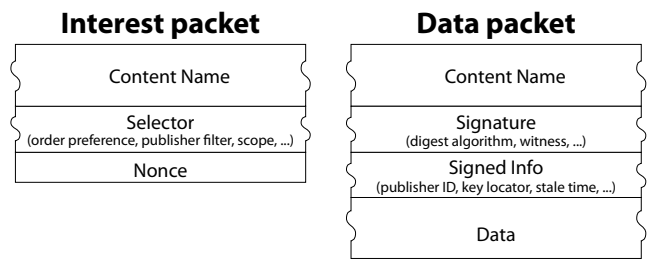 Interest packet
Content Name
Selector
(order preference, publisher filter, scope, ...)
Nonce
Data packet
Content Name
Signature
(digest algorithm, witness, ...)
Signed Info
(publisher ID, key locator, stale time, ...)
Data